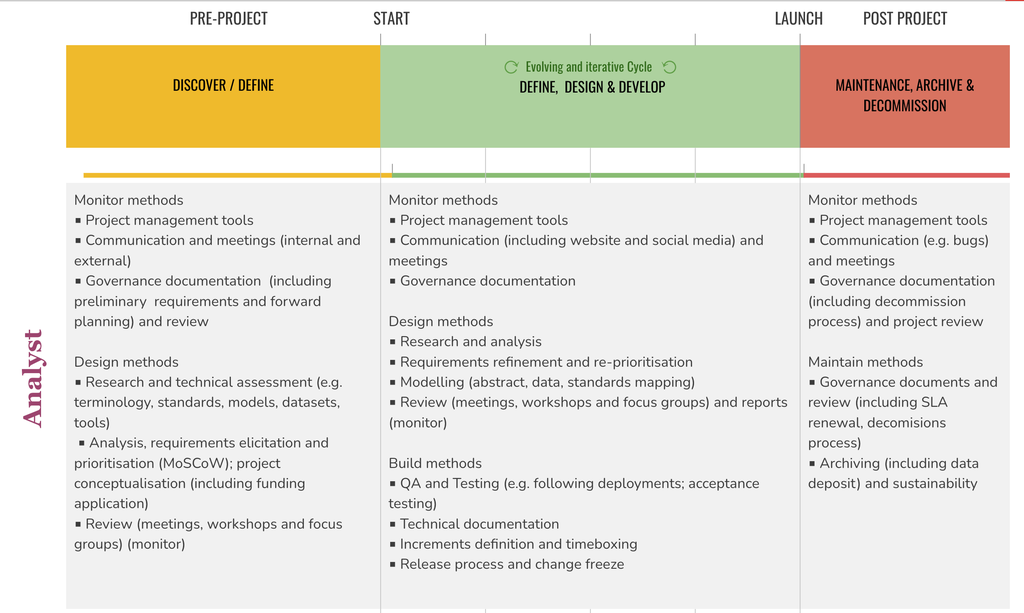 PRE-PROJECT
START
LAUNCH
POST PROJECT
DISCOVER / DEFINE
Evolving and iterative Cycle
DEFINE, DESIGN & DEVELOP
MAINTENANCE, ARCHIVE &
DECOMMISSION
Analyst
Monitor methods
▪ Project management tools
▪ Communication and meetings (internal and
external)
▪ Governance documentation (including
preliminary requirements and forward
planning) and review
Design methods
▪ Research and technical assessment (e.g.
terminology, standards, models, datasets,
tools)
▪ Analysis, requirements elicitation and
prioritisation (MoSCoW); project
conceptualisation (including funding
application)
▪ Review (meetings, workshops and focus
groups) (monitor)
Monitor methods
▪ Project management tools
▪ Communication (including website and social media) and
meetings
▪ Governance documentation
Design methods
▪ Research and analysis
▪ Requirements refinement and re-prioritisation
▪ Modelling (abstract, data, standards mapping)
▪ Review (meetings, workshops and focus groups) and reports
(monitor)
Build methods
▪ QA and Testing (e.g. following deployments; acceptance
testing)
▪ Technical documentation
▪ Increments definition and timeboxing
▪ Release process and change freeze
Monitor methods
▪ Project management tools
▪ Communication (e.g. bugs)
and meetings
▪ Governance documentation
(including decommission
process) and project review
Maintain methods
▪ Governance documents and
review (including SLA
renewal, decomisions
process)
▪ Archiving (including data
deposit) and sustainability